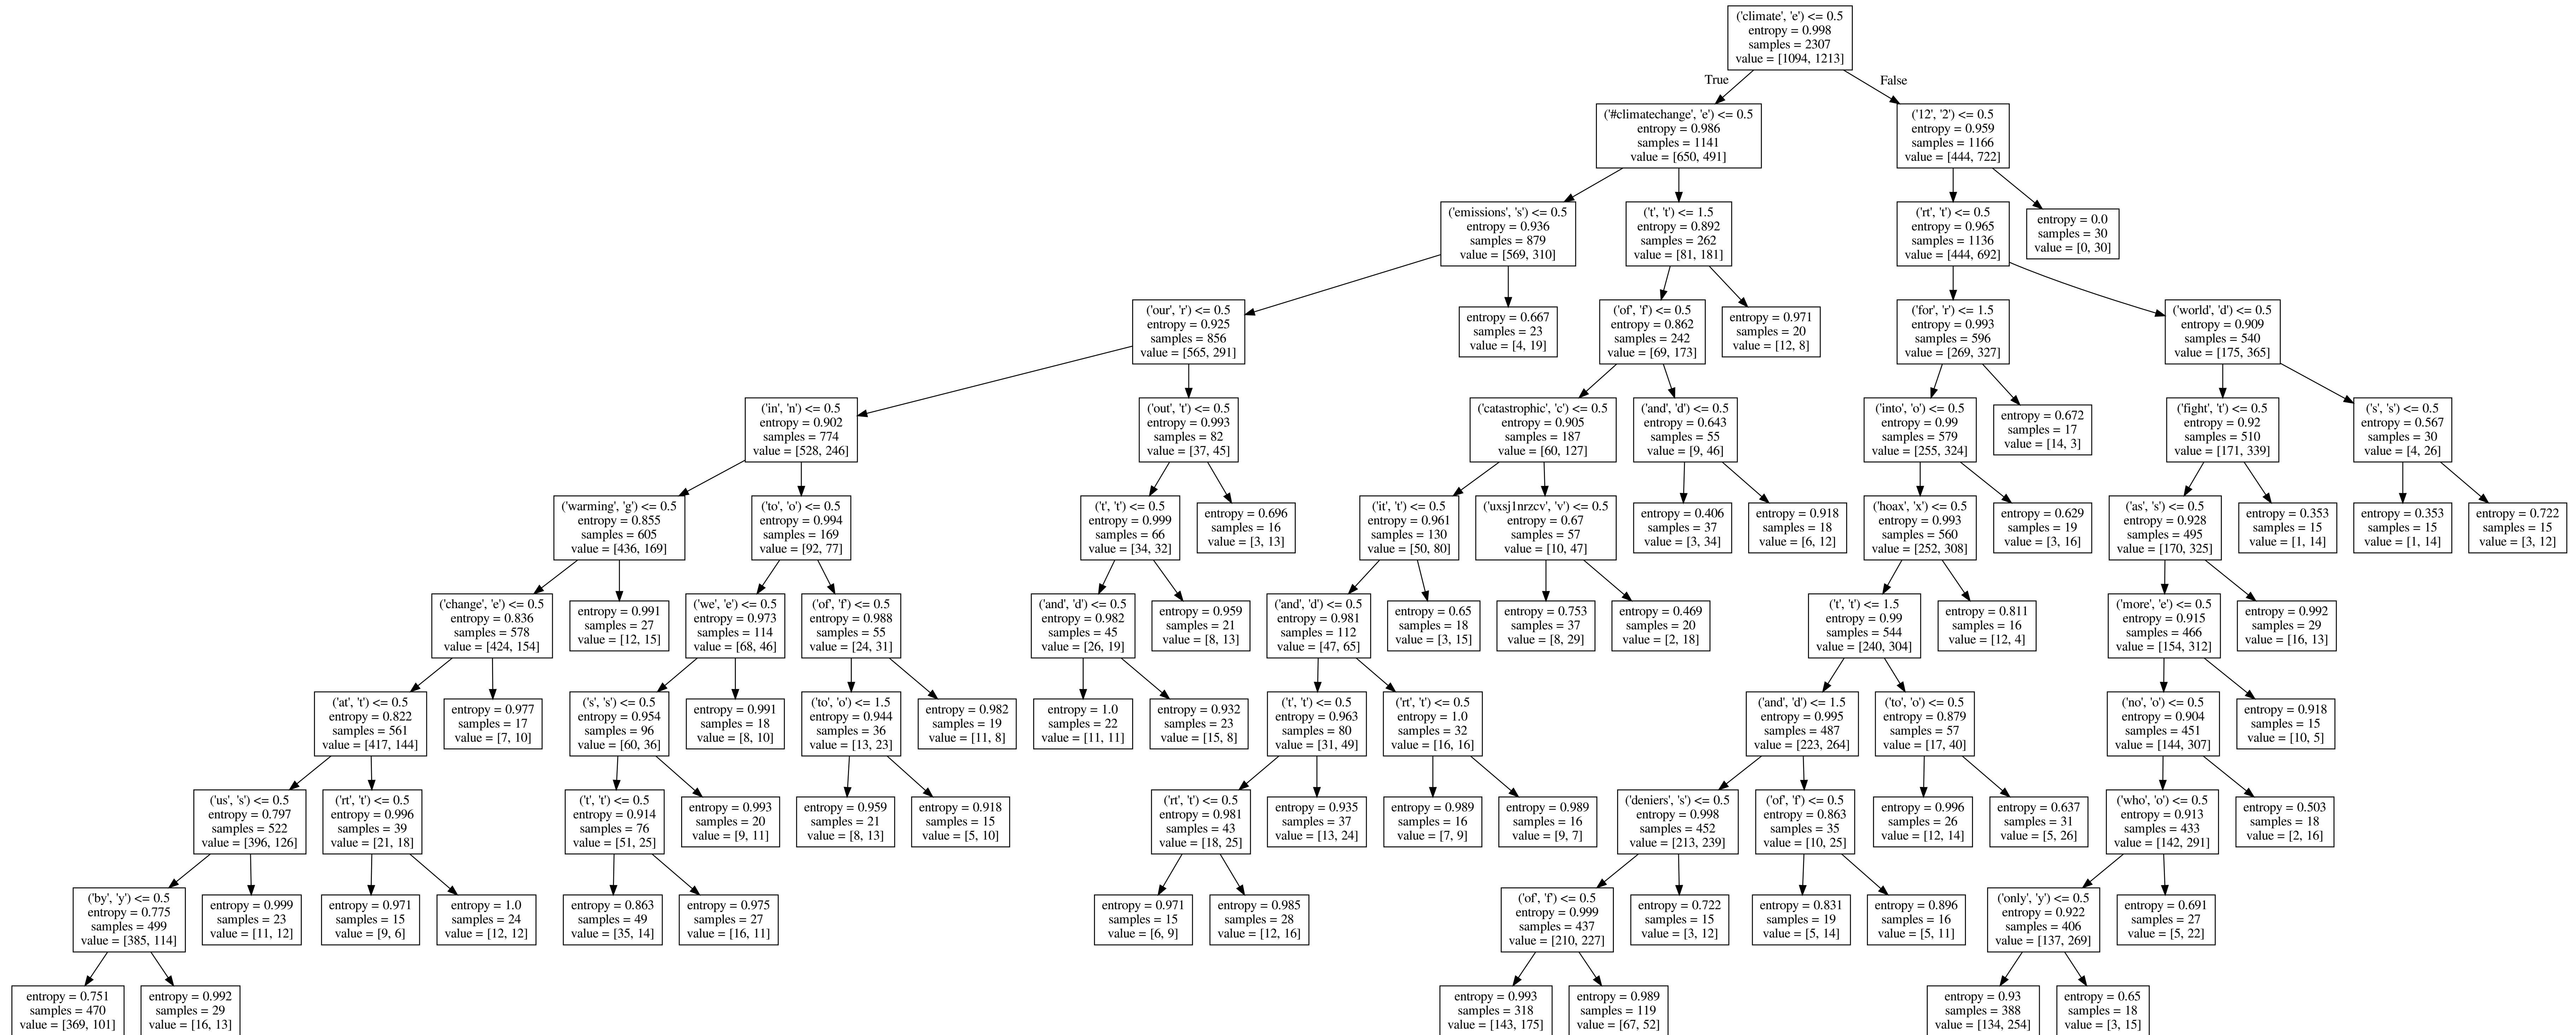 ('climate', 'e') <= 0.5
entropy = 0.998
samples = 2307
value = [1094, 1213]
True
False
('#climatechange', 'e') <= 0.5
entropy = 0.986
samples = 1141
value = [650, 491]
('12', '2') <= 0.5
entropy = 0.959
samples = 1166
value = [444, 722]
('emissions', 's') <= 0.5
entropy = 0.936
samples = 879
value = [569, 310]
('t', 't') <= 1.5
entropy = 0.892
samples = 262
value = [81, 181]
('rt', 't') <= 0.5
entropy = 0.965
samples = 1136
value = [444, 692]
entropy = 0.0
samples = 30
value = [0, 30]
('our', 'r') <= 0.5
entropy = 0.925
samples = 856
value = [565, 291]
entropy = 0.667
samples = 23
value = [4, 19]
('of', 'f') <= 0.5
entropy = 0.862
samples = 242
value = [69, 173]
entropy = 0.971
samples = 20
value = [12, 8]
('for', 'r') <= 1.5
entropy = 0.993
samples = 596
value = [269, 327]
('world', 'd') <= 0.5
entropy = 0.909
samples = 540
value = [175, 365]
('in', 'n') <= 0.5
entropy = 0.902
samples = 774
value = [528, 246]
('out', 't') <= 0.5
entropy = 0.993
samples = 82
value = [37, 45]
('catastrophic', 'c') <= 0.5
entropy = 0.905
samples = 187
value = [60, 127]
('and', 'd') <= 0.5
entropy = 0.643
samples = 55
value = [9, 46]
('into', 'o') <= 0.5
entropy = 0.99
samples = 579
value = [255, 324]
entropy = 0.672
samples = 17
value = [14, 3]
('fight', 't') <= 0.5
entropy = 0.92
samples = 510
value = [171, 339]
('s', 's') <= 0.5
entropy = 0.567
samples = 30
value = [4, 26]
('warming', 'g') <= 0.5
entropy = 0.855
samples = 605
value = [436, 169]
('to', 'o') <= 0.5
entropy = 0.994
samples = 169
value = [92, 77]
('t', 't') <= 0.5
entropy = 0.999
samples = 66
value = [34, 32]
entropy = 0.696
samples = 16
value = [3, 13]
('it', 't') <= 0.5
entropy = 0.961
samples = 130
value = [50, 80]
('uxsj1nrzcv', 'v') <= 0.5
entropy = 0.67
samples = 57
value = [10, 47]
entropy = 0.406
samples = 37
value = [3, 34]
entropy = 0.918
samples = 18
value = [6, 12]
('hoax', 'x') <= 0.5
entropy = 0.993
samples = 560
value = [252, 308]
entropy = 0.629
samples = 19
value = [3, 16]
('as', 's') <= 0.5
entropy = 0.928
samples = 495
value = [170, 325]
entropy = 0.353
samples = 15
value = [1, 14]
entropy = 0.353
samples = 15
value = [1, 14]
entropy = 0.722
samples = 15
value = [3, 12]
('change', 'e') <= 0.5
entropy = 0.836
samples = 578
value = [424, 154]
entropy = 0.991
samples = 27
value = [12, 15]
('we', 'e') <= 0.5
entropy = 0.973
samples = 114
value = [68, 46]
('of', 'f') <= 0.5
entropy = 0.988
samples = 55
value = [24, 31]
('and', 'd') <= 0.5
entropy = 0.982
samples = 45
value = [26, 19]
entropy = 0.959
samples = 21
value = [8, 13]
('and', 'd') <= 0.5
entropy = 0.981
samples = 112
value = [47, 65]
entropy = 0.65
samples = 18
value = [3, 15]
entropy = 0.753
samples = 37
value = [8, 29]
entropy = 0.469
samples = 20
value = [2, 18]
('t', 't') <= 1.5
entropy = 0.99
samples = 544
value = [240, 304]
entropy = 0.811
samples = 16
value = [12, 4]
('more', 'e') <= 0.5
entropy = 0.915
samples = 466
value = [154, 312]
entropy = 0.992
samples = 29
value = [16, 13]
('at', 't') <= 0.5
entropy = 0.822
samples = 561
value = [417, 144]
entropy = 0.977
samples = 17
value = [7, 10]
('s', 's') <= 0.5
entropy = 0.954
samples = 96
value = [60, 36]
entropy = 0.991
samples = 18
value = [8, 10]
('to', 'o') <= 1.5
entropy = 0.944
samples = 36
value = [13, 23]
entropy = 0.982
samples = 19
value = [11, 8]
entropy = 1.0
samples = 22
value = [11, 11]
entropy = 0.932
samples = 23
value = [15, 8]
('t', 't') <= 0.5
entropy = 0.963
samples = 80
value = [31, 49]
('rt', 't') <= 0.5
entropy = 1.0
samples = 32
value = [16, 16]
('and', 'd') <= 1.5
entropy = 0.995
samples = 487
value = [223, 264]
('to', 'o') <= 0.5
entropy = 0.879
samples = 57
value = [17, 40]
('no', 'o') <= 0.5
entropy = 0.904
samples = 451
value = [144, 307]
entropy = 0.918
samples = 15
value = [10, 5]
('us', 's') <= 0.5
entropy = 0.797
samples = 522
value = [396, 126]
('rt', 't') <= 0.5
entropy = 0.996
samples = 39
value = [21, 18]
('t', 't') <= 0.5
entropy = 0.914
samples = 76
value = [51, 25]
entropy = 0.993
samples = 20
value = [9, 11]
entropy = 0.959
samples = 21
value = [8, 13]
entropy = 0.918
samples = 15
value = [5, 10]
('rt', 't') <= 0.5
entropy = 0.981
samples = 43
value = [18, 25]
entropy = 0.935
samples = 37
value = [13, 24]
entropy = 0.989
samples = 16
value = [7, 9]
entropy = 0.989
samples = 16
value = [9, 7]
('deniers', 's') <= 0.5
entropy = 0.998
samples = 452
value = [213, 239]
('of', 'f') <= 0.5
entropy = 0.863
samples = 35
value = [10, 25]
entropy = 0.996
samples = 26
value = [12, 14]
entropy = 0.637
samples = 31
value = [5, 26]
('who', 'o') <= 0.5
entropy = 0.913
samples = 433
value = [142, 291]
entropy = 0.503
samples = 18
value = [2, 16]
('by', 'y') <= 0.5
entropy = 0.775
samples = 499
value = [385, 114]
entropy = 0.999
samples = 23
value = [11, 12]
entropy = 0.971
samples = 15
value = [9, 6]
entropy = 1.0
samples = 24
value = [12, 12]
entropy = 0.863
samples = 49
value = [35, 14]
entropy = 0.975
samples = 27
value = [16, 11]
entropy = 0.971
samples = 15
value = [6, 9]
entropy = 0.985
samples = 28
value = [12, 16]
('of', 'f') <= 0.5
entropy = 0.999
samples = 437
value = [210, 227]
entropy = 0.722
samples = 15
value = [3, 12]
entropy = 0.831
samples = 19
value = [5, 14]
entropy = 0.896
samples = 16
value = [5, 11]
('only', 'y') <= 0.5
entropy = 0.922
samples = 406
value = [137, 269]
entropy = 0.691
samples = 27
value = [5, 22]
entropy = 0.751
samples = 470
value = [369, 101]
entropy = 0.992
samples = 29
value = [16, 13]
entropy = 0.993
samples = 318
value = [143, 175]
entropy = 0.989
samples = 119
value = [67, 52]
entropy = 0.93
samples = 388
value = [134, 254]
entropy = 0.65
samples = 18
value = [3, 15]